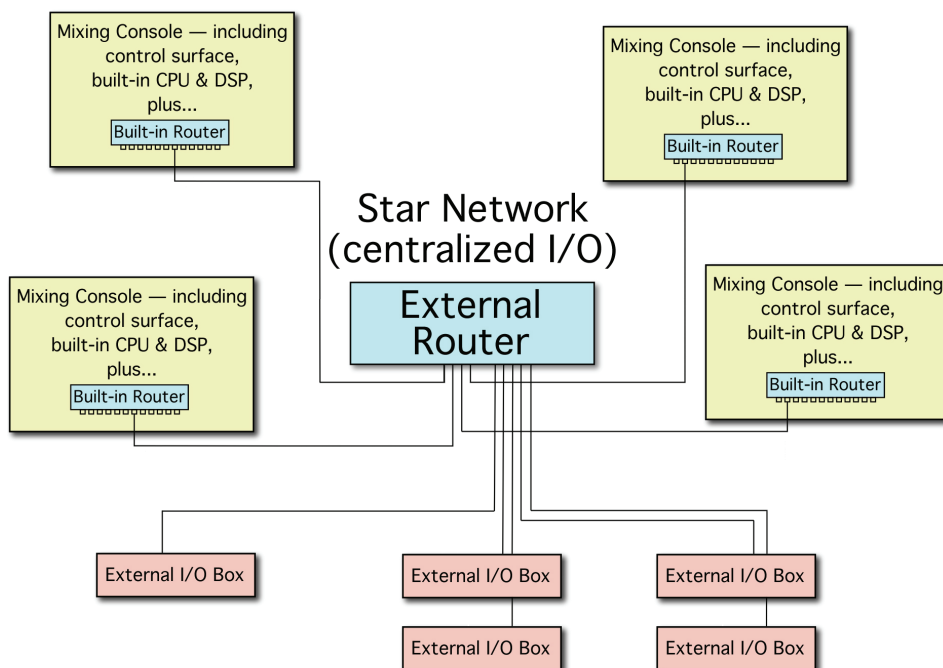 Mixing Console — including
control surface,
built-in CPU & DSP,
plus...
Built-in Router
Mixing Console — including
control surface,
built-in CPU & DSP,
plus...
Built-in Router
Star Network
(centralized I/O)
External
Router
Mixing Console — including
control surface,
built-in CPU & DSP,
plus...
Built-in Router
Mixing Console — including
control surface,
built-in CPU & DSP,
plus...
Built-in Router
External I/O Box
External I/O Box
External I/O Box
External I/O Box
External I/O Box